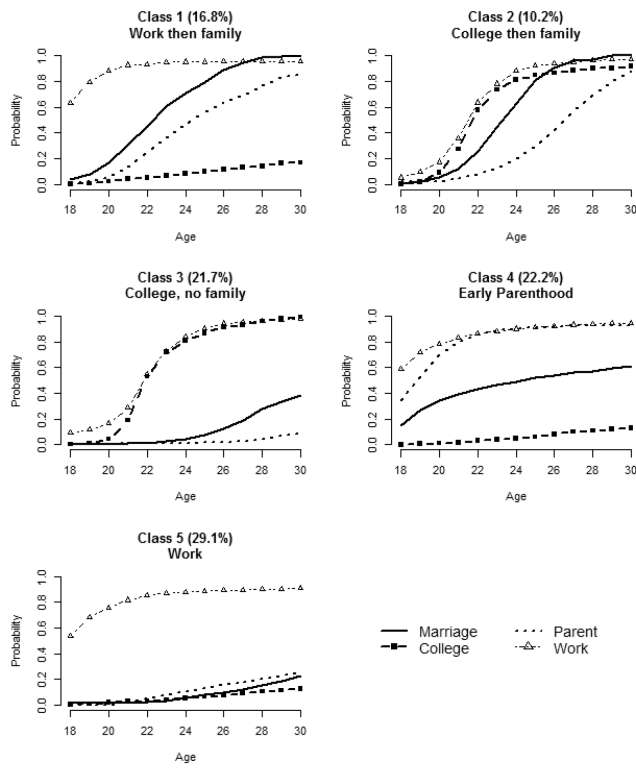 Class 1 (16.8%)
Work then family
Probability
0.0 0.2 0.4 0.6 0.8 1.0
18 20 22 24 26 28 30
Age
Class 2 (10.2%)
College then family
Probability
0.0 0.2 0.4 0.6 0.8 1.0
18 20 22 24 26 28 30
Age
Class 3 (21.7%)
College, no family
Probability
0.0 0.2 0.4 0.6 0.8 1.0
18 20 22 24 26 28 30
Age
Class 4 (22.2%)
Early Parenthood
Probability
0.0 0.2 0.4 0.6 0.8 1.0
18 20 22 24 26 28 30
Age
Class 5 (29.1%)
Work
Probability
0.0 0.2 0.4 0.6 0.8 1.0
18 20 22 24 26 28 30
Age
Marriage Parent
College Work